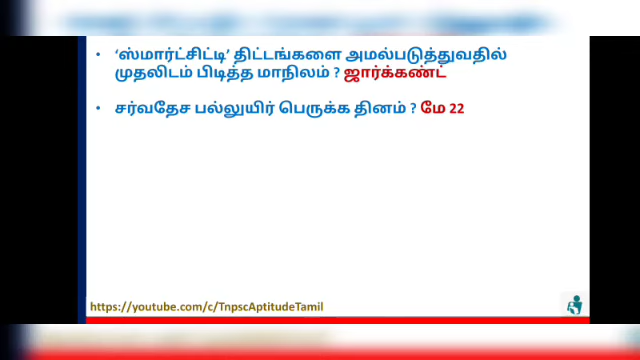 • ‘ஸ்மார்ட்சிட்டி’ திட்டங்களை அமல்படுத்துவதில்
முதலிடம் பிடித்த மாநிலம் ? ஜார்க்கண்ட்
• சர்வதேச பல்லுயிர் பெருக்க தினம் ? மே 22
https://youtube.com/c/TnpscAptitudeTamil